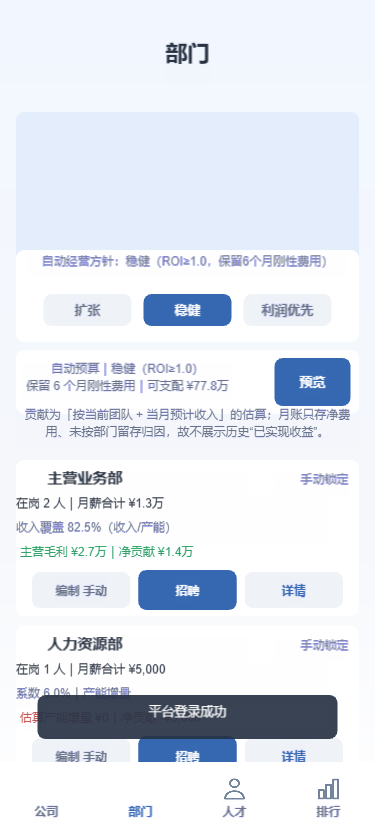 部门
自动经营方针：稳健（ROI≥1.0，保留6个月刚性费用）
扩张
稳健
利润优先
自动预算 | 稳健（ROI≥1.0）
保留 6 个月刚性费用 | 可支配 ¥77.8万
预览
贡献为「按当前团队 + 当月预计收入」的估算；月账只存净费
用、未按部门留存归因，故不展示历史“已实现收益”。
主营业务部
手动锁定
在岗 2 人 | 月薪合计 ¥1.3万
收入覆盖 82.5%（收入/产能）
主营毛利 ¥2.7万 | 净贡献 ¥1.4万
编制 手动
招聘
详情
人力资源部
手动锁定
在岗 1 人 | 月薪合计 ¥5,000
系数 6.0% | 产能增量
估算产能增量 ¥0 | 净贡献
平台登录成功
编制 手动
招聘
详情
公司
部门
人才
排行